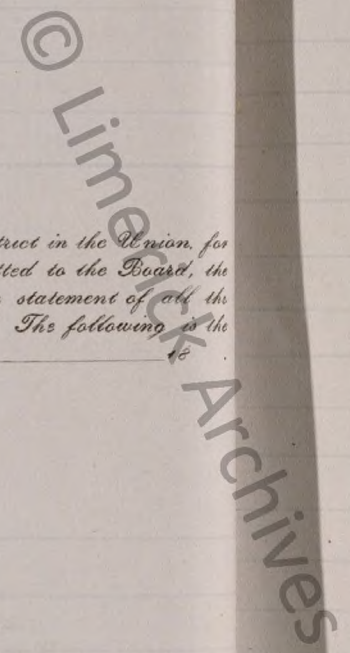 © Limerick Archives
trict in the Union, for
tted to the Board, the
statement of all the
The following is the
18